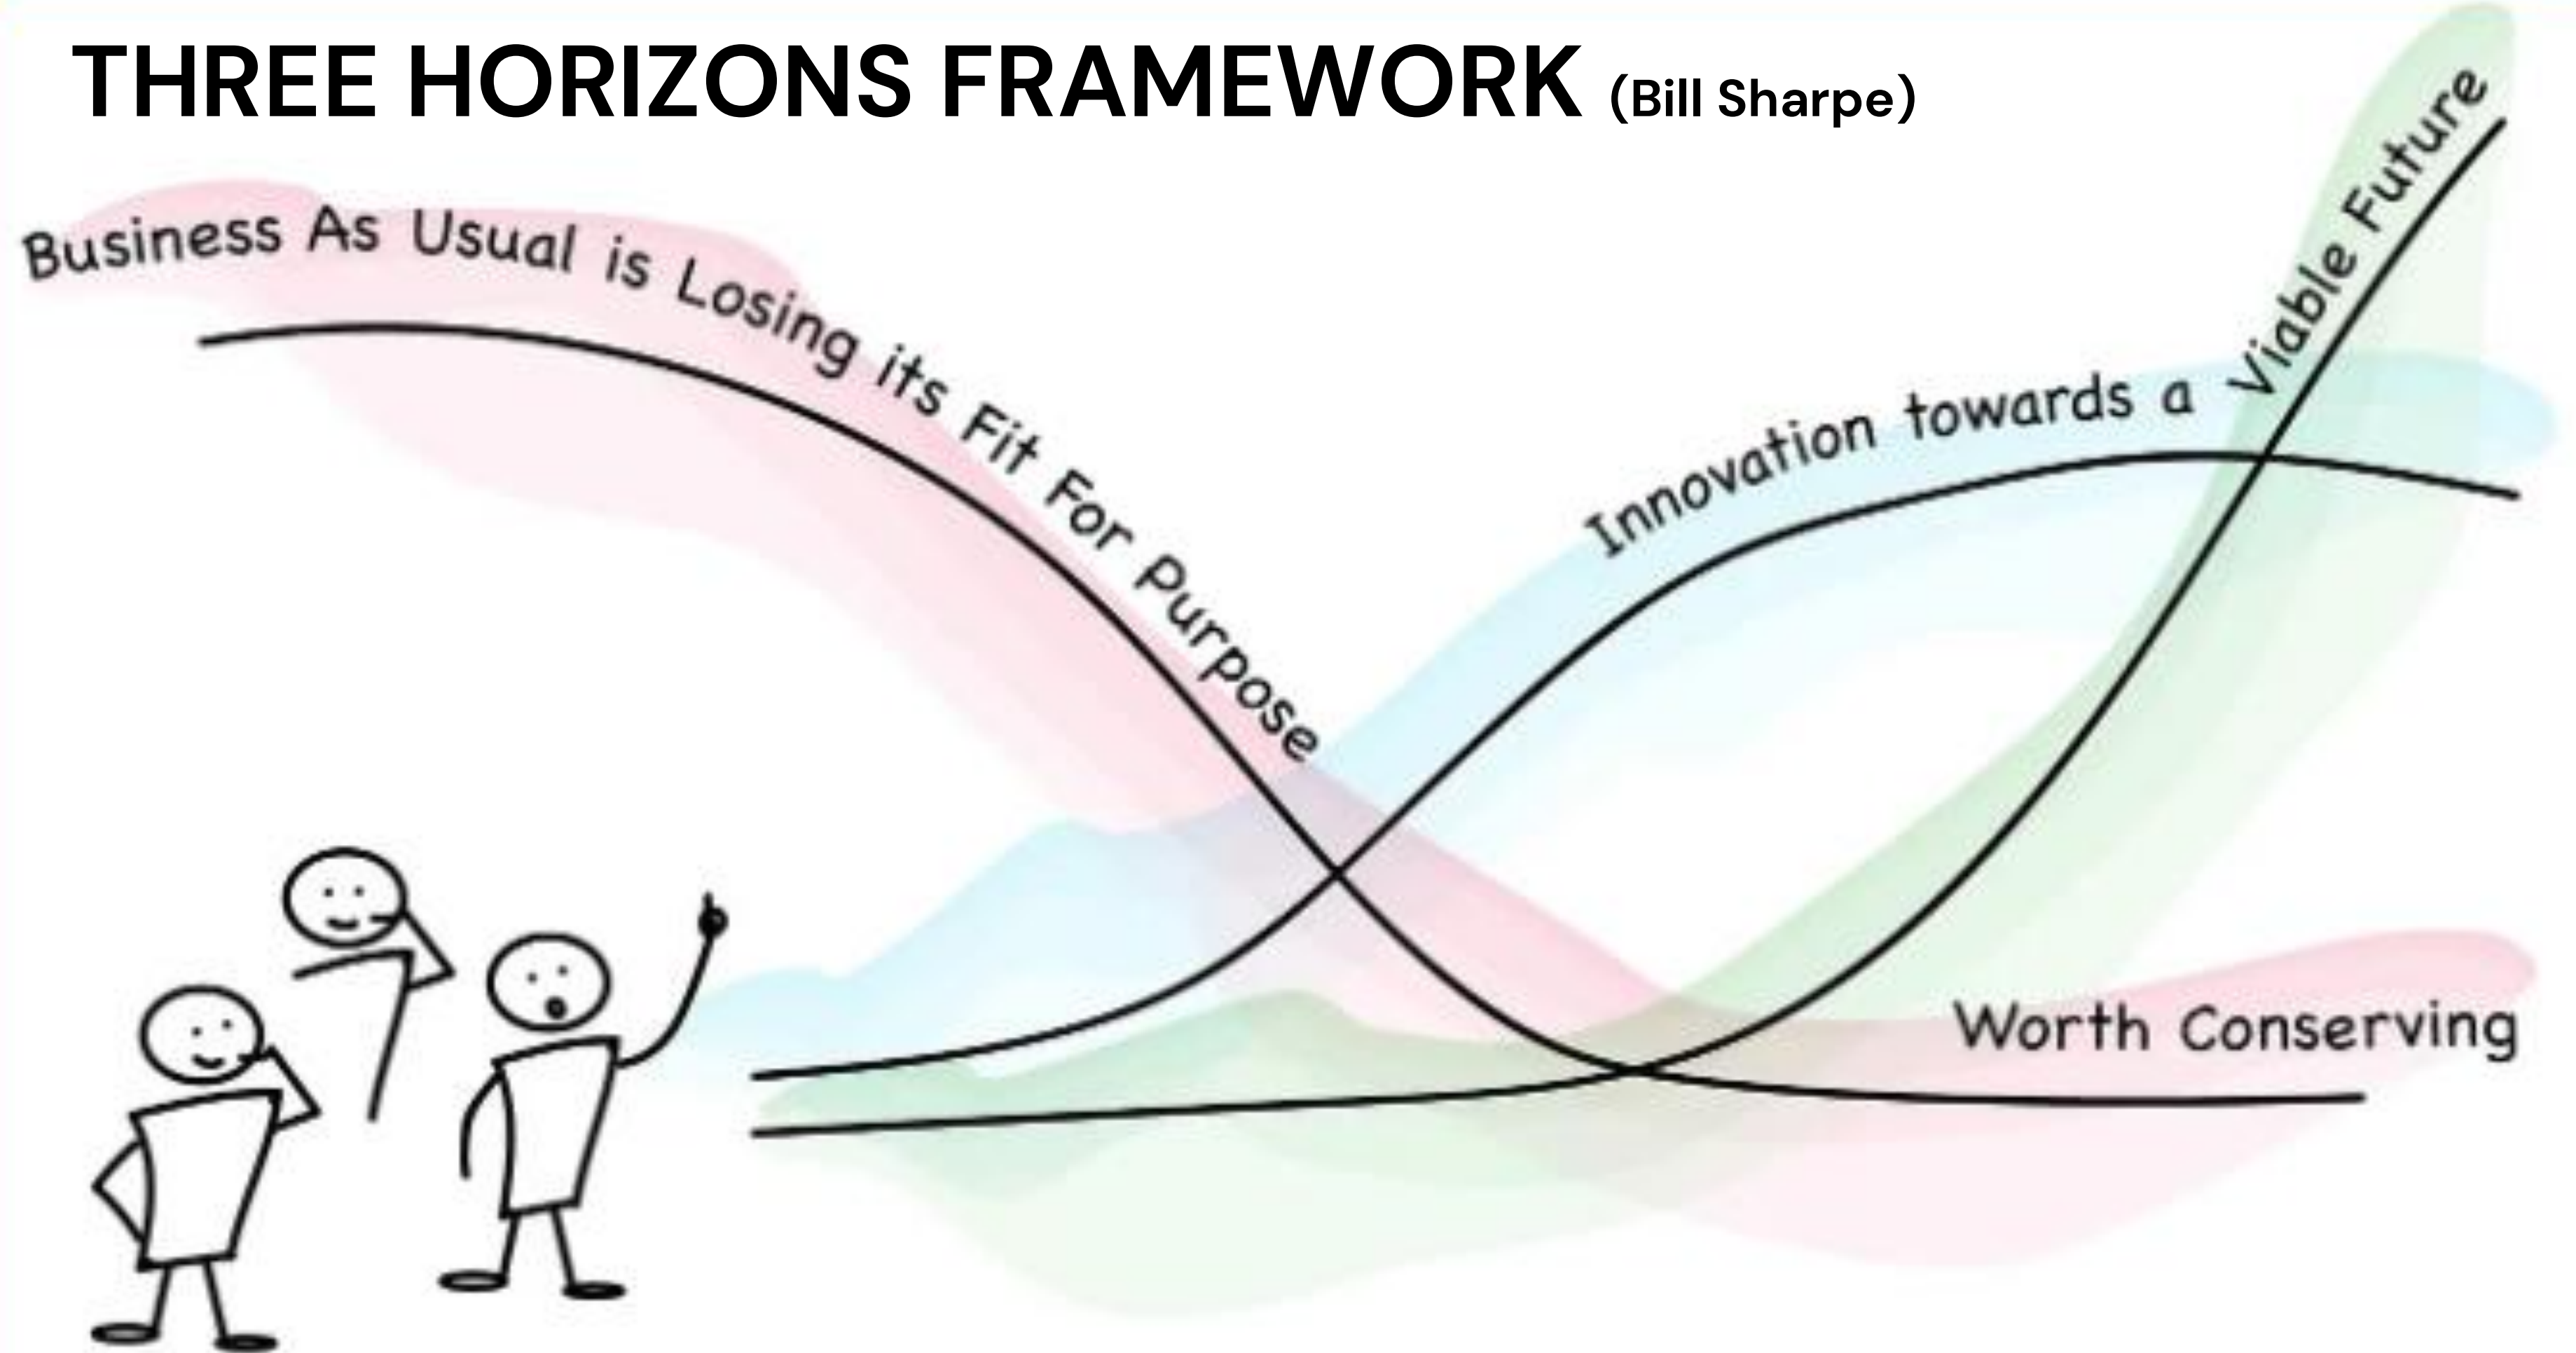 THREE HORIZONS FRAMEWORK (Bill Sharpe)
Business As Usual is Losing its Fit For Purpose
Innovation towards a Viable Future
Worth Conserving